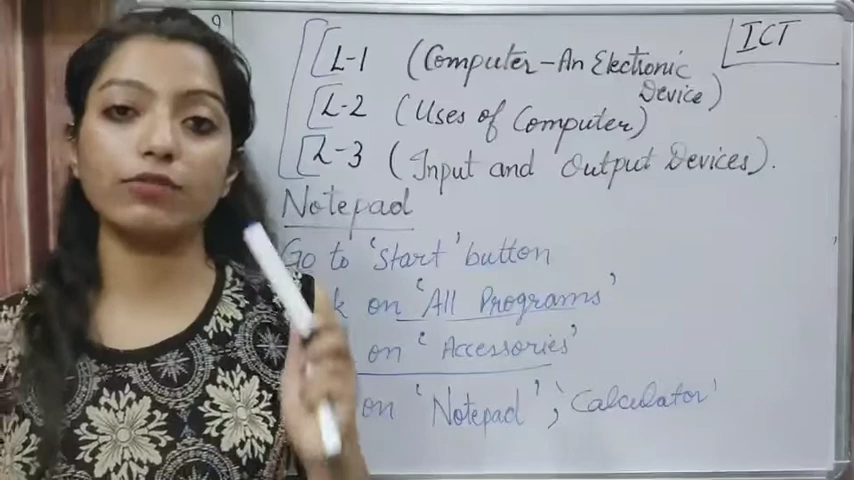 9
ICT
L-1 (Computer-An Electronic Device)
L-2 (Uses of Computer)
L-3 (Input and Output Devices).
Notepad
Go to 'Start' button
on 'All Programs'
on 'Accessories'
on 'Notepad', 'Calculator'